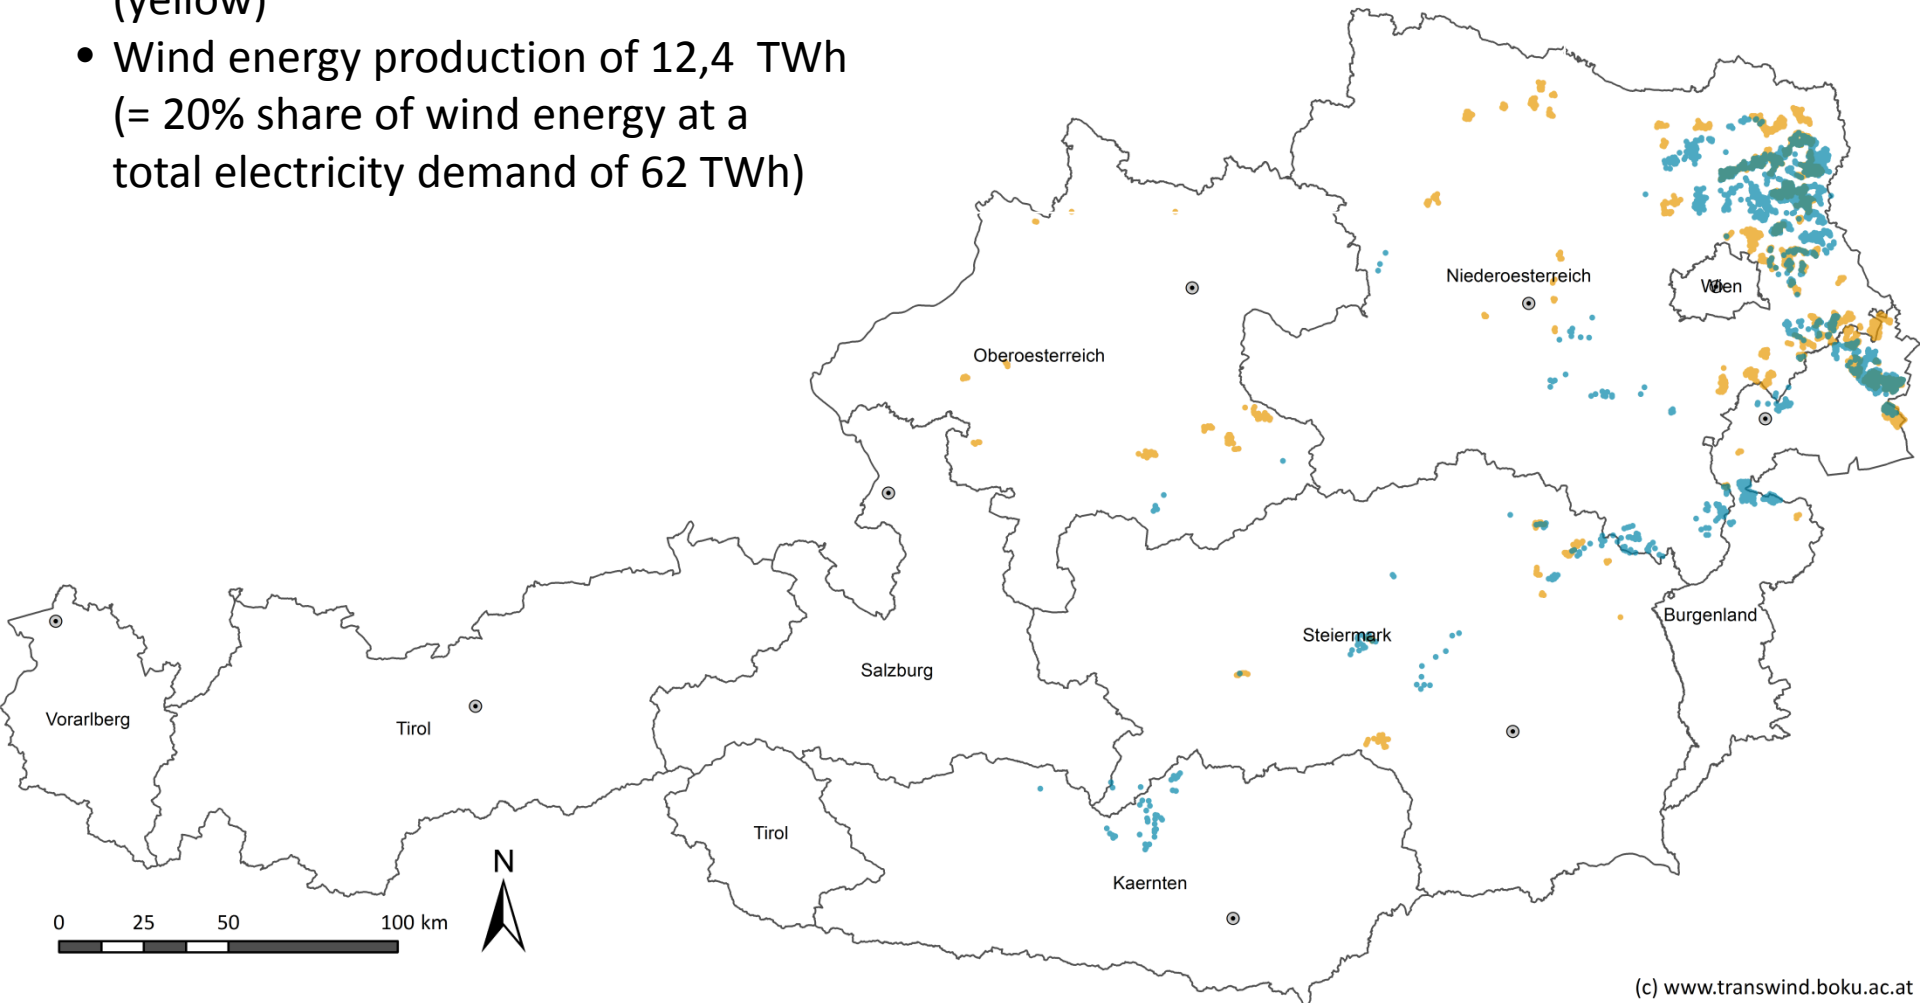 (yellow)
• Wind energy production of 12,4 TWh
(= 20% share of wind energy at a
total electricity demand of 62 TWh)
Niederoesterreich
Wien
Oberoesterreich
Burgenland
Steiermark
Salzburg
Vorarlberg
Tirol
Tirol
Kaernten
N
0 25 50 100 km
(c) www.transwind.boku.ac.at